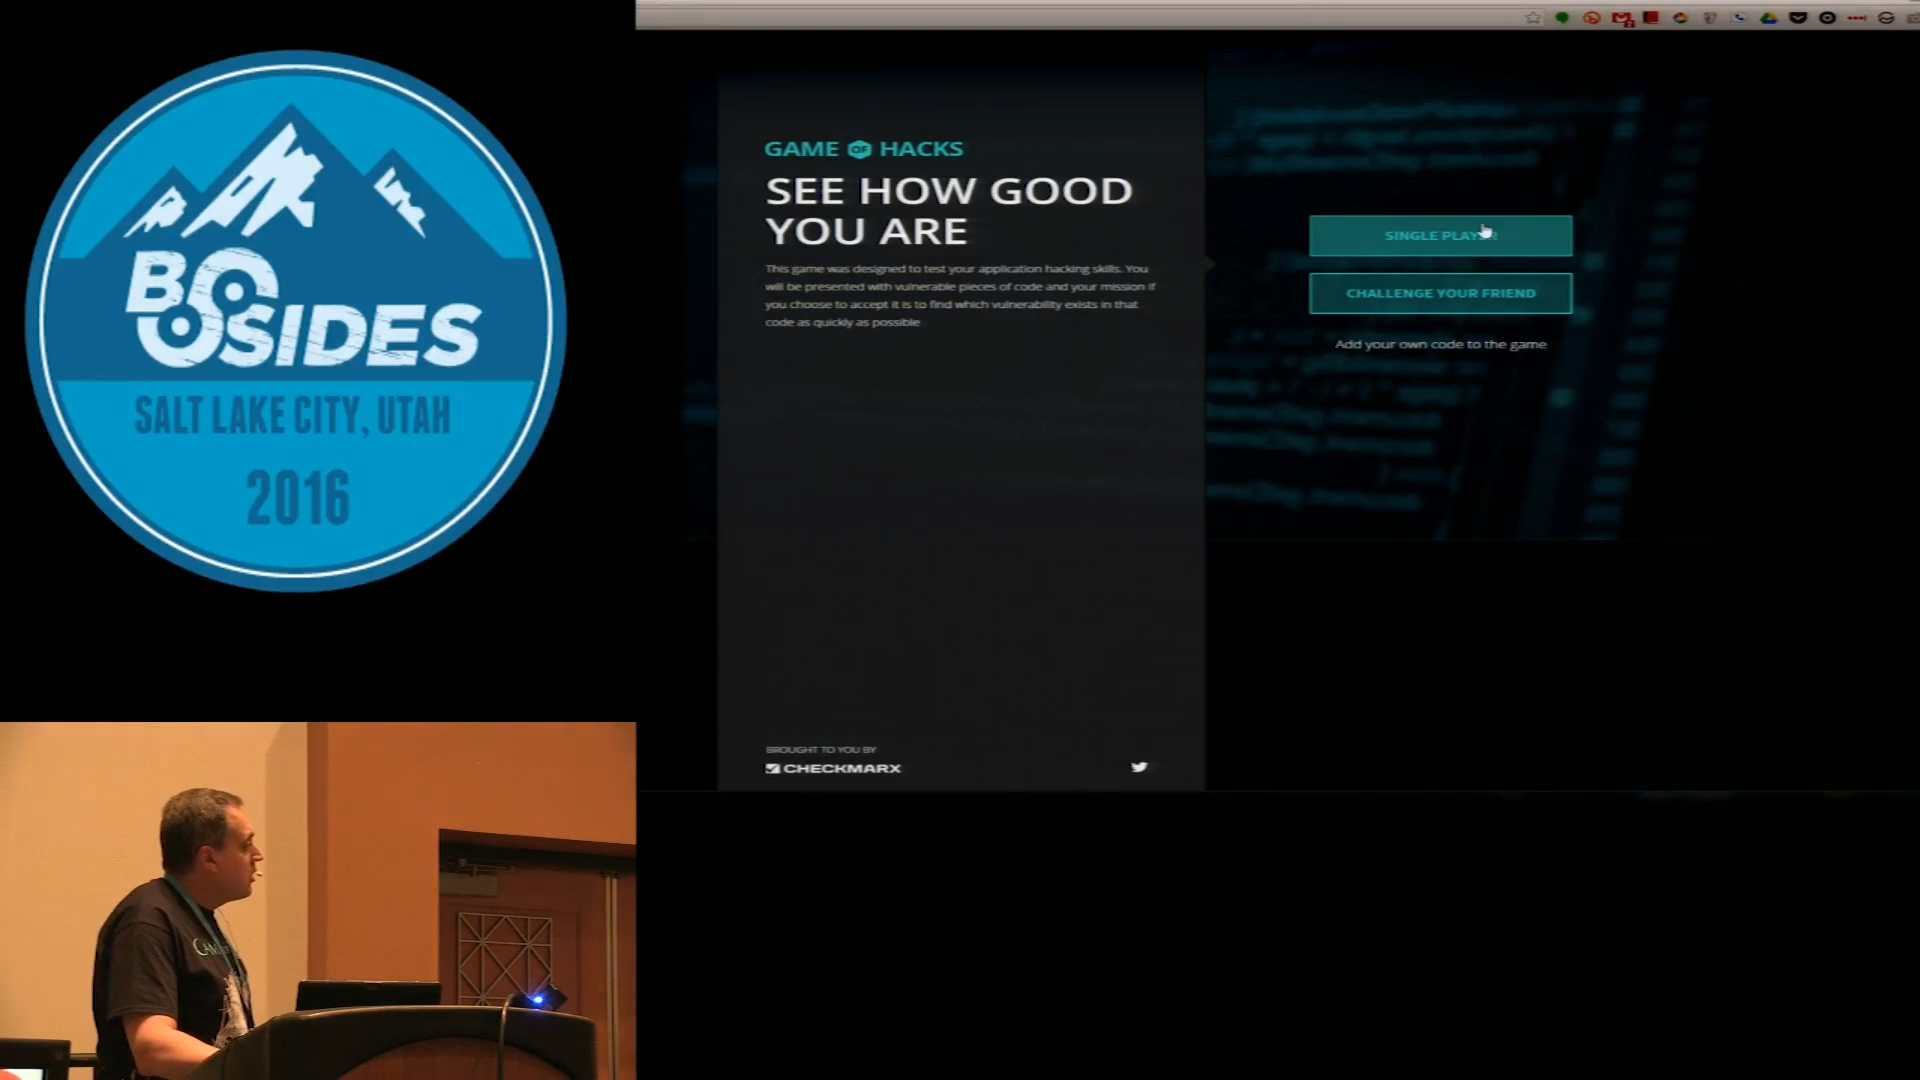 BSIDES
SALT LAKE CITY, UTAH
2016
GAME OF HACKS
SEE HOW GOOD
YOU ARE
This game was designed to test your application hacking skills. You
will be presented with vulnerable pieces of code and your mission if
you choose to accept it is to find which vulnerability exists in that
code as quickly as possible
SINGLE PLAYER
CHALLENGE YOUR FRIEND
Add your own code to the game
BROUGHT TO YOU BY
CHECKMARX